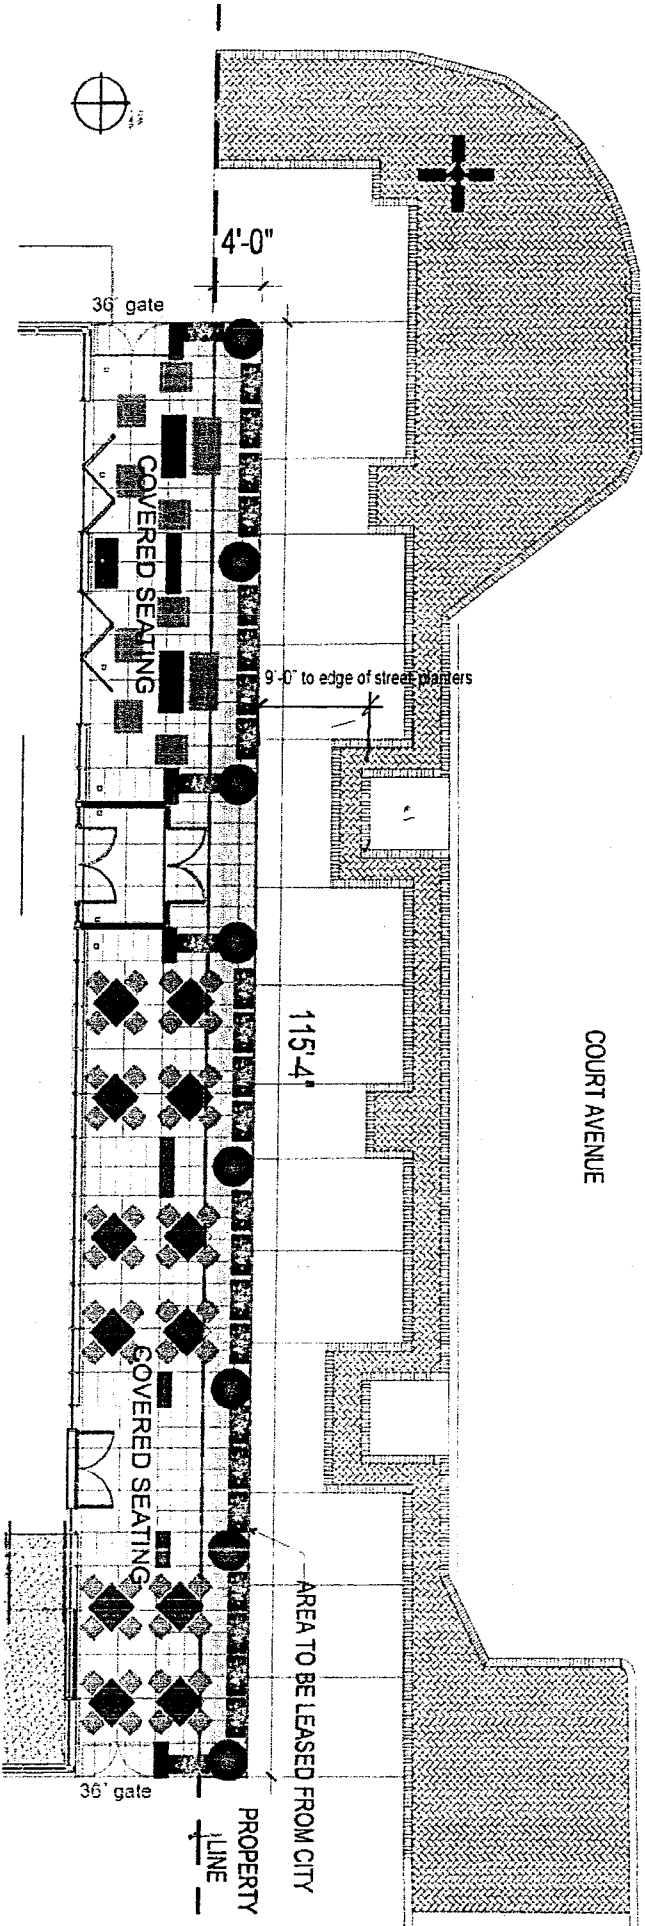 4'-0"
36" gate
COVERED SEATING
9'-0" to edge of street planters
COURT AVENUE
115'-4"
COVERED SEATING
AREA TO BE LEASED FROM CITY
36" gate
PROPERTY
LINE